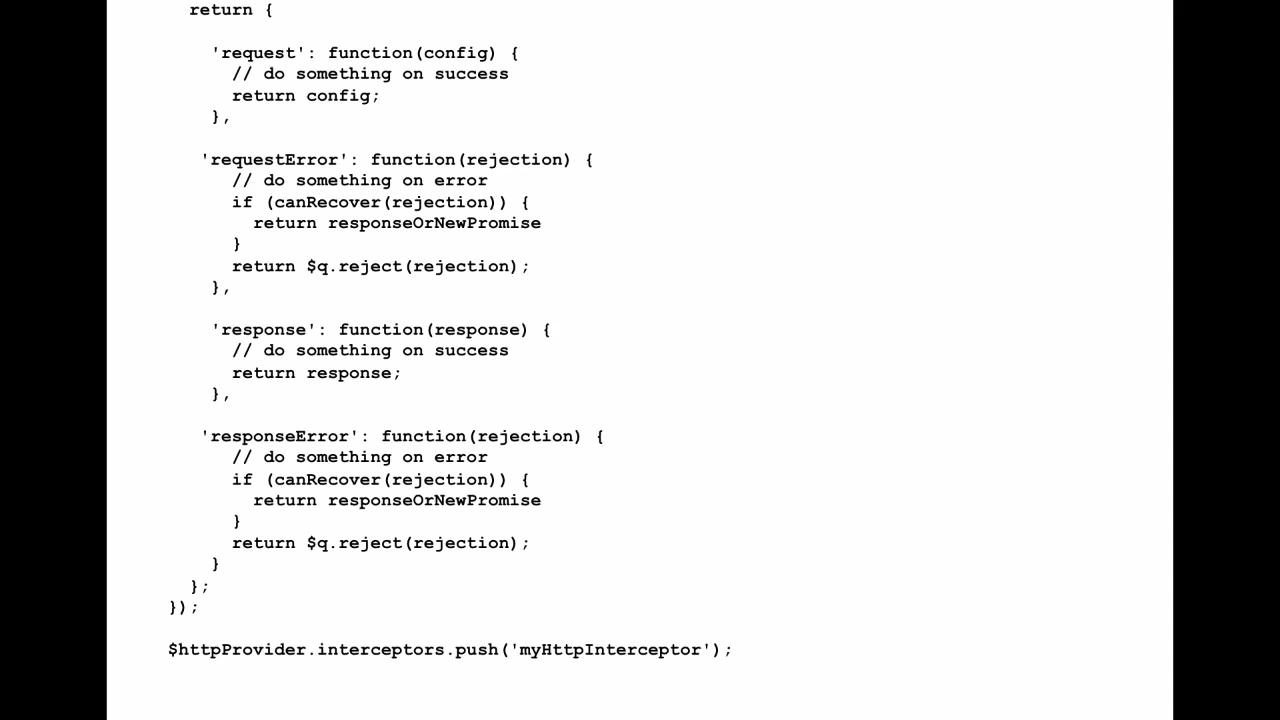 return {
'request': function(config) {
// do something on success
return config;
},
'requestError': function(rejection) {
// do something on error
if (canRecover(rejection)) {
return responseOrNewPromise
}
return $q.reject(rejection);
},
'response': function(response) {
// do something on success
return response;
},
'responseError': function(rejection) {
// do something on error
if (canRecover(rejection)) {
return responseOrNewPromise
}
return $q.reject(rejection);
}
};
});
$httpProvider.interceptors.push('myHttpInterceptor');